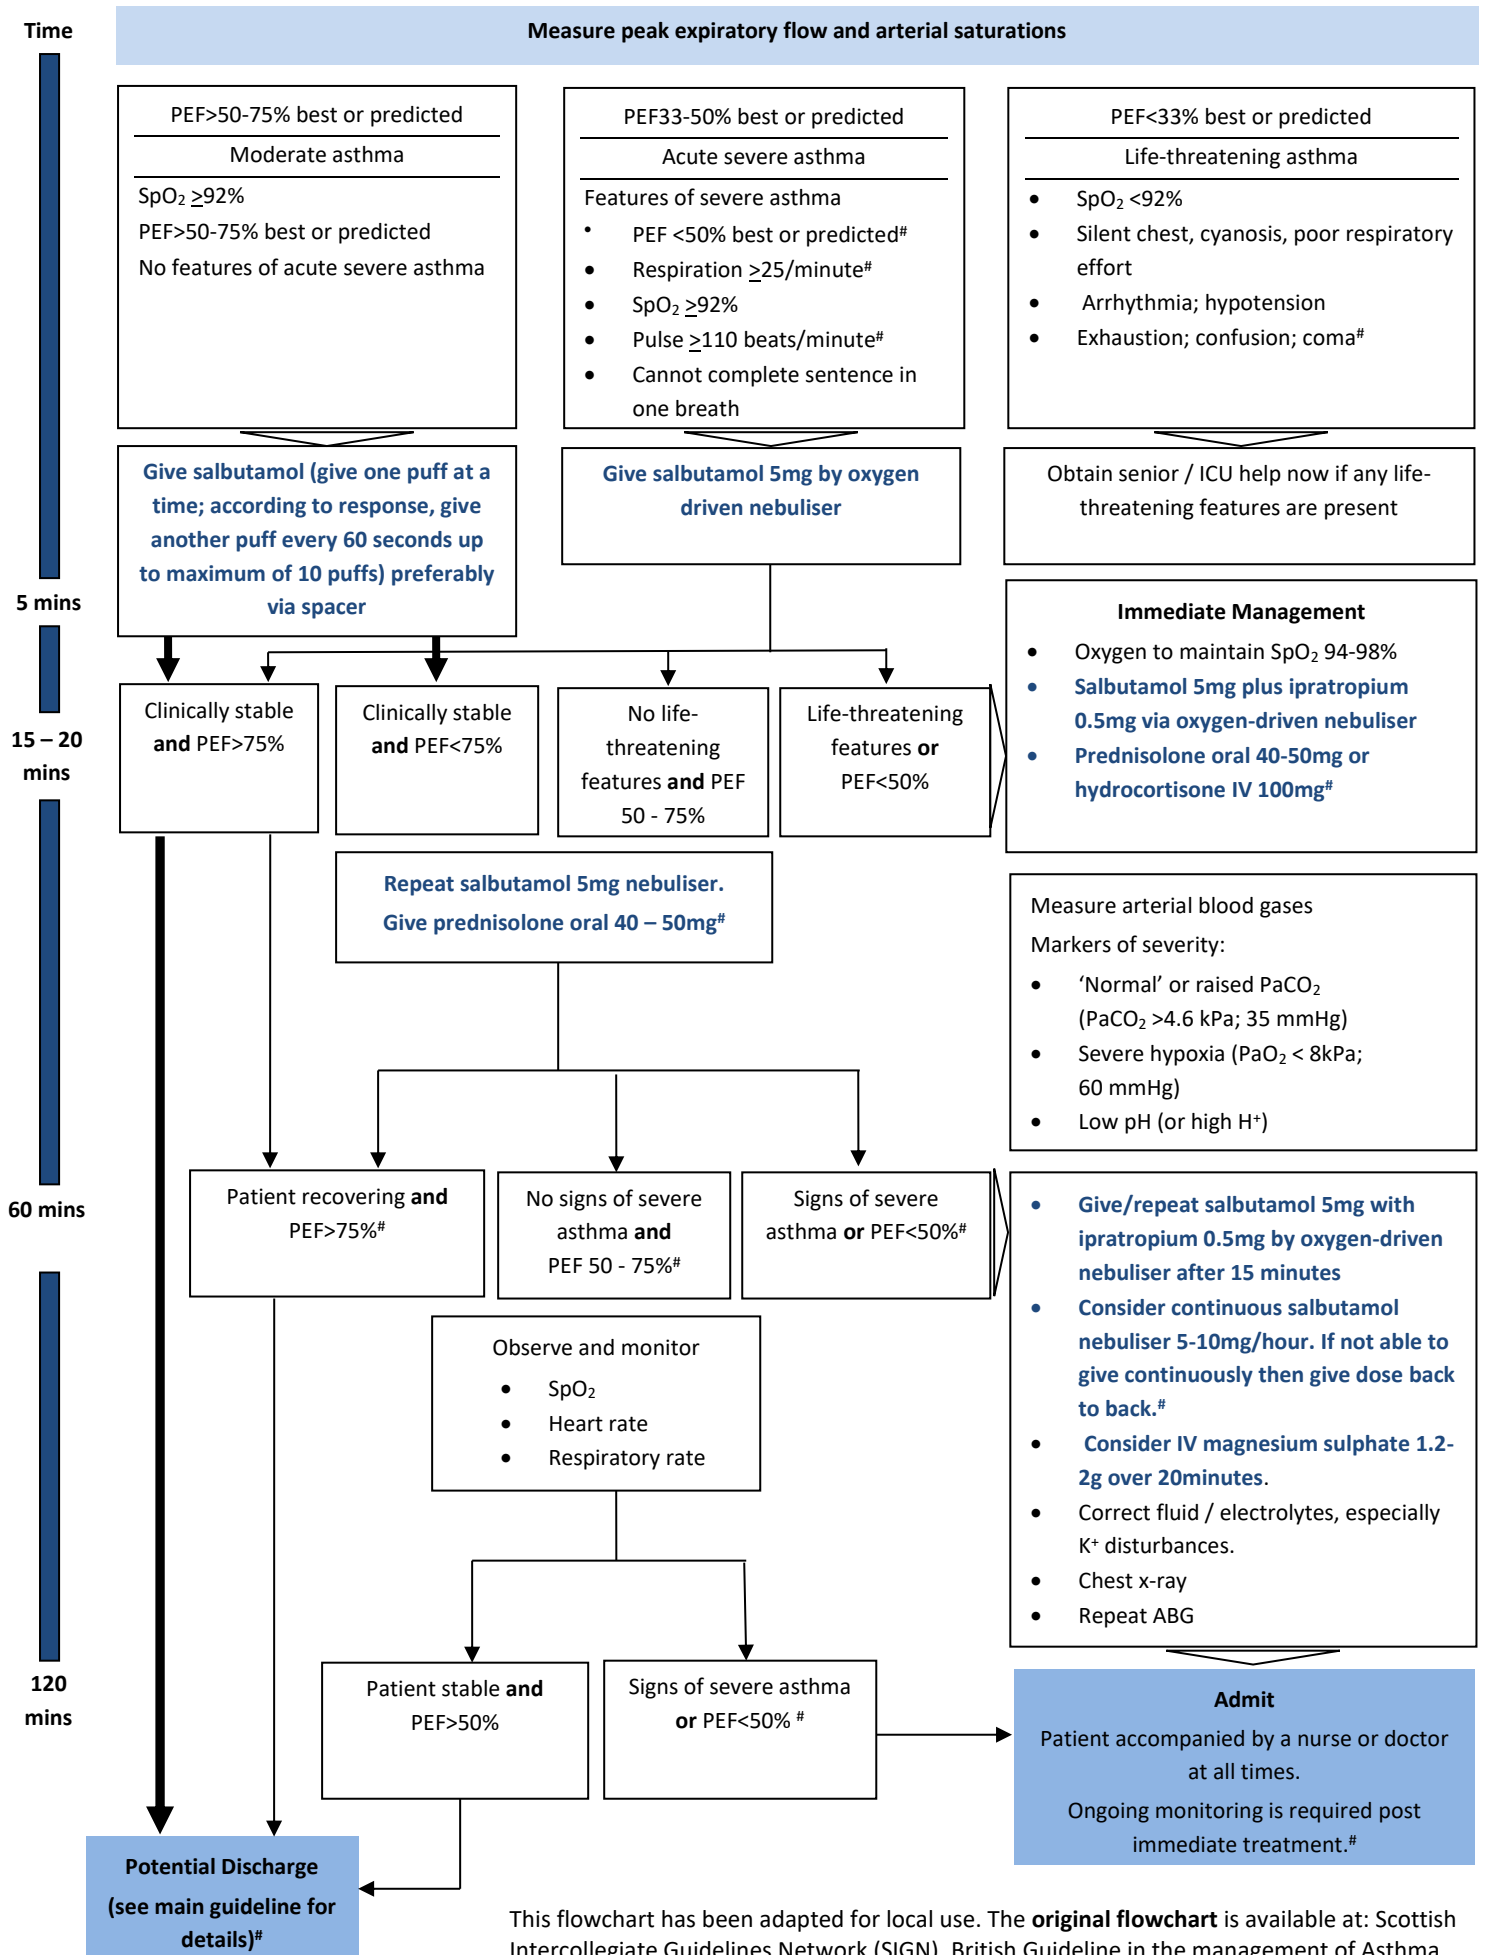 Time
Measure peak expiratory flow and arterial saturations
PEF>50-75% best or predicted
Moderate asthma
SpO₂ ≥92%
PEF>50-75% best or predicted
No features of acute severe asthma
PEF33-50% best or predicted
Acute severe asthma
Features of severe asthma
• PEF <50% best or predicted#
• Respiration ≥25/minute#
• SpO₂ ≥92%
• Pulse ≥110 beats/minute#
• Cannot complete sentence in
one breath
PEF<33% best or predicted
Life-threatening asthma
• SpO₂ <92%
• Silent chest, cyanosis, poor respiratory
effort
• Arrhythmia; hypotension
• Exhaustion; confusion; coma#
Give salbutamol (give one puff at a
time; according to response, give
another puff every 60 seconds up
to maximum of 10 puffs) preferably
via spacer
Give salbutamol 5mg by oxygen
driven nebuliser
Obtain senior / ICU help now if any life-
threatening features are present
5 mins
Immediate Management
• Oxygen to maintain SpO₂ 94-98%
• Salbutamol 5mg plus ipratropium
0.5mg via oxygen-driven nebuliser
• Prednisolone oral 40-50mg or
hydrocortisone IV 100mg#
15 – 20
mins
Clinically stable
and PEF>75%
Clinically stable
and PEF<75%
No life-
threatening
features and PEF
50 - 75%
Life-threatening
features or
PEF<50%
Repeat salbutamol 5mg nebuliser.
Give prednisolone oral 40 – 50mg#
Measure arterial blood gases
Markers of severity:
• ‘Normal’ or raised PaCO₂
(PaCO₂ >4.6 kPa; 35 mmHg)
• Severe hypoxia (PaO₂ < 8kPa;
60 mmHg)
• Low pH (or high H⁺)
60 mins
Patient recovering and
PEF>75%#
No signs of severe
asthma and
PEF 50 - 75%#
Signs of severe
asthma or PEF<50%#
• Give/repeat salbutamol 5mg with
ipratropium 0.5mg by oxygen-driven
nebuliser after 15 minutes
• Consider continuous salbutamol
nebuliser 5-10mg/hour. If not able to
give continuously then give dose back
to back.#
• Consider IV magnesium sulphate 1.2-
2g over 20minutes.
• Correct fluid / electrolytes, especially
K⁺ disturbances.
• Chest x-ray
• Repeat ABG
Observe and monitor
• SpO₂
• Heart rate
• Respiratory rate
120
mins
Patient stable and
PEF>50%
Signs of severe asthma
or PEF<50% #
Admit
Patient accompanied by a nurse or doctor
at all times.
Ongoing monitoring is required post
immediate treatment.#
Potential Discharge
(see main guideline for
details)#
This flowchart has been adapted for local use. The original flowchart is available at: Scottish
Intercollegiate Guidelines Network (SIGN). British Guideline in the management of Asthma